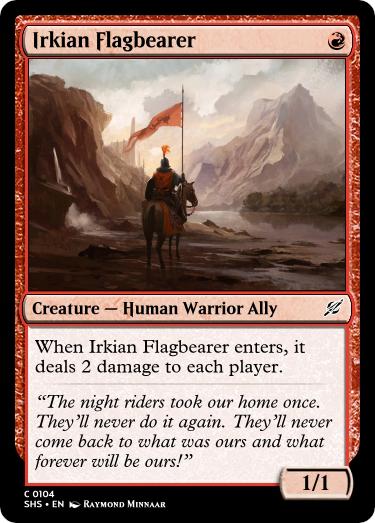 Irkian Flagbearer
Creature — Human Warrior Ally
When Irkian Flagbearer enters, it
deals 2 damage to each player.
“The night riders took our home once.
They’ll never do it again. They’ll never
come back to what was ours and what
forever will be ours!”
1/1
C 0104
SHS • EN Raymond Minnaar